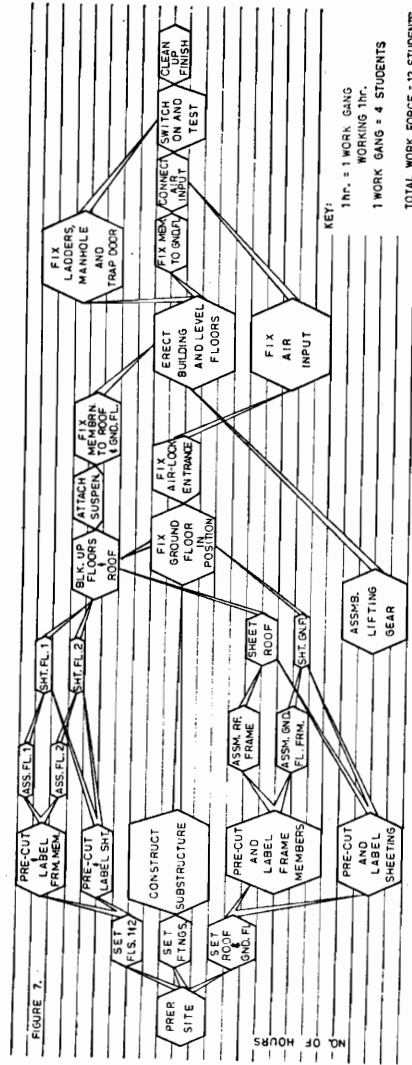 FIGURE 7.
NO. OF HOURS
PREP.
SITE
SET
FLS. 1&2
SET
FTNGS.
SET
ROOF
&
GND. FL
PRE-CUT
&
LABEL
FRM. MEM.
PRE-CUT
LABEL SHT.
CONSTRUCT
SUBSTRUCTURE
PRE-CUT
AND
LABEL
FRAME
MEMBERS
PRE-CUT
AND LABEL
SHEETING
ASS. FL. 1
ASS. FL. 2
ASSM. RF.
FRAME
ASSM. GND.
FL. FRM.
SHT. FL. 1
SHT. FL. 2
SHEET
ROOF
SHT. GN.F.
BLK. UP
FLOORS
&
ROOF
FIX
GROUND
FLOOR
IN
POSITION
ASSMB.
LIFTING
GEAR
ATTACH
SUSPEN.
FIX
AIR-LOCK
ENTRANCE
FIX
MEMBRN.
TO ROOF
& GND. FL.
ERECT
BUILDING
AND LEVEL
FLOORS
FIX
AIR
INPUT
FIX
LADDERS,
MANHOLE
AND
TRAP DOOR
FIX MEM.
TO GND.FL.
CONNECT
AIR
INPUT
SWITCH
ON AND
TEST
CLEAN
UP
FINISH
KEY:
1hr. = 1 WORK GANG
WORKING 1hr.
1 WORK GANG = 4 STUDENTS
TOTAL WORK FORCE = 12 STUDENTS